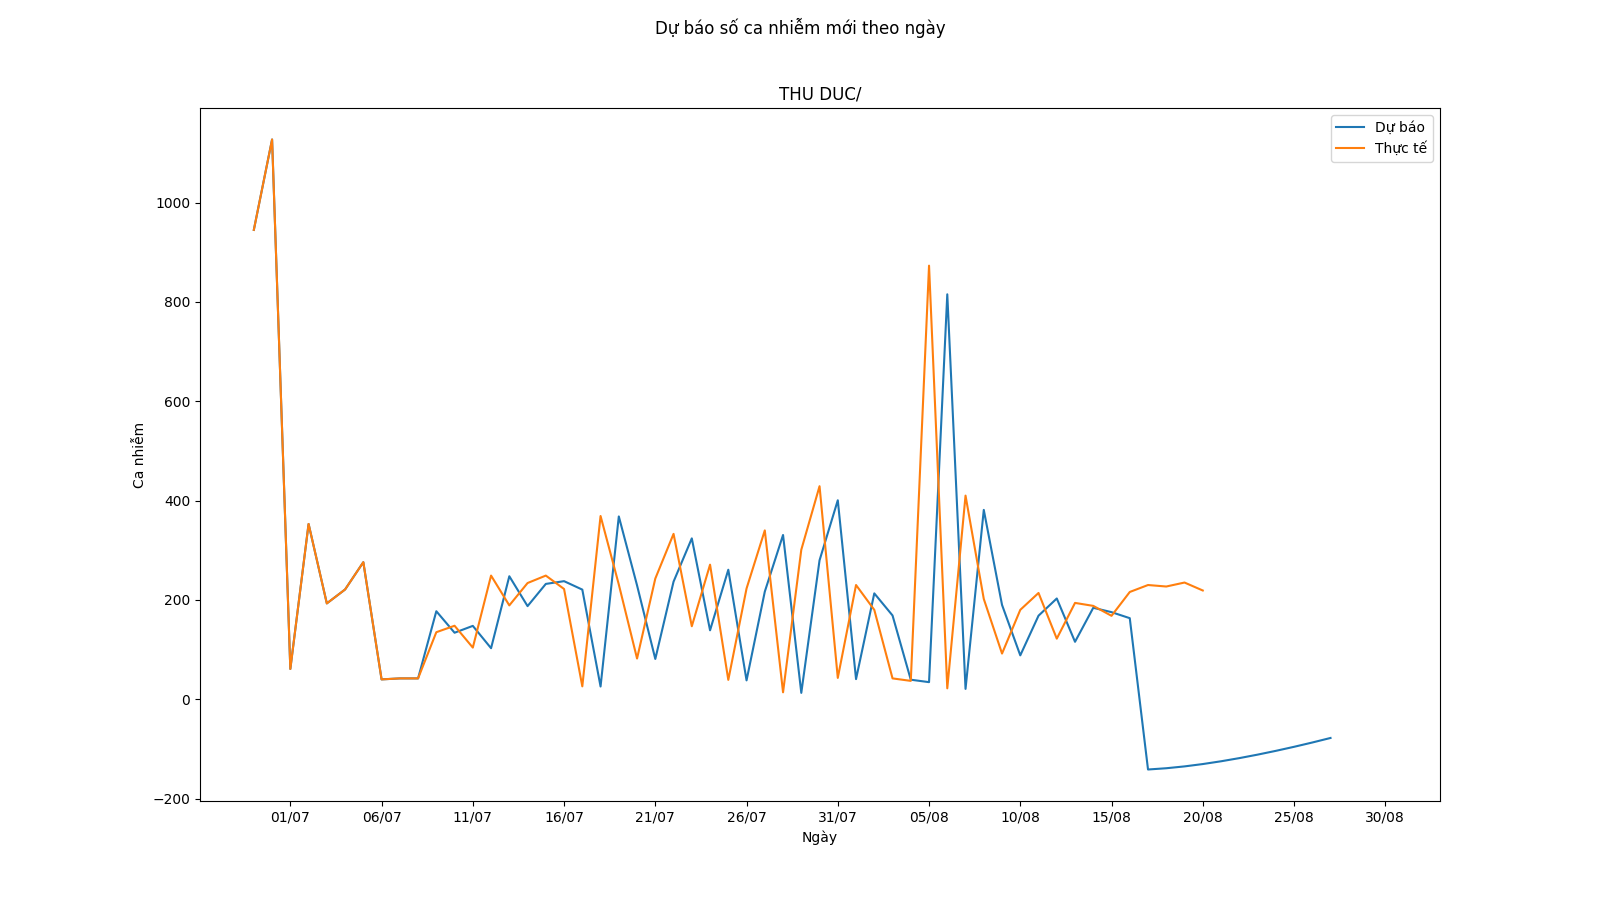 Dự báo số ca nhiễm mới theo ngày
THU DUC/
Dự báo
Thực tế
1000
800
600
400
200
0
−200
Ca nhiễm
01/07 06/07 11/07 16/07 21/07 26/07 31/07 05/08 10/08 15/08 20/08 25/08 30/08
Ngày